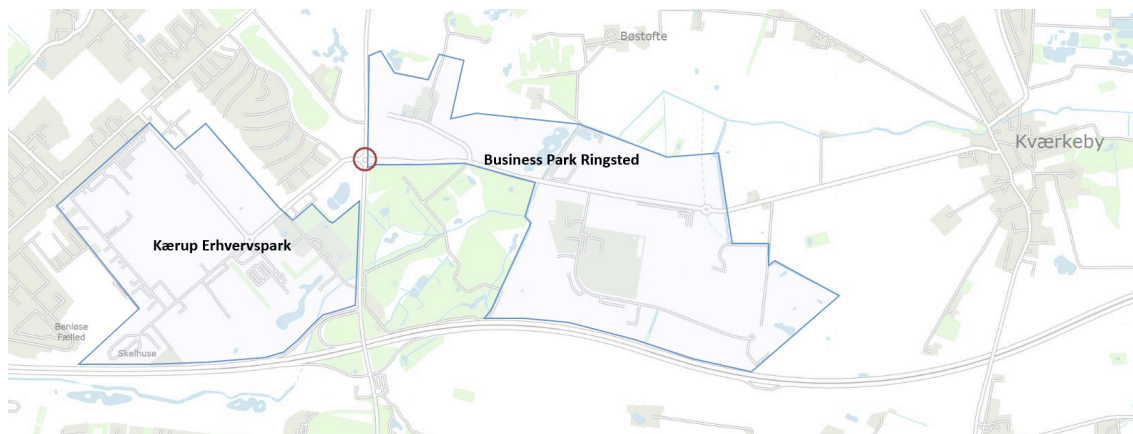 Bøstofte
Kværkeby
Business Park Ringsted
Kærup Erhvervspark
Benløse
Fælled
Skelhuse